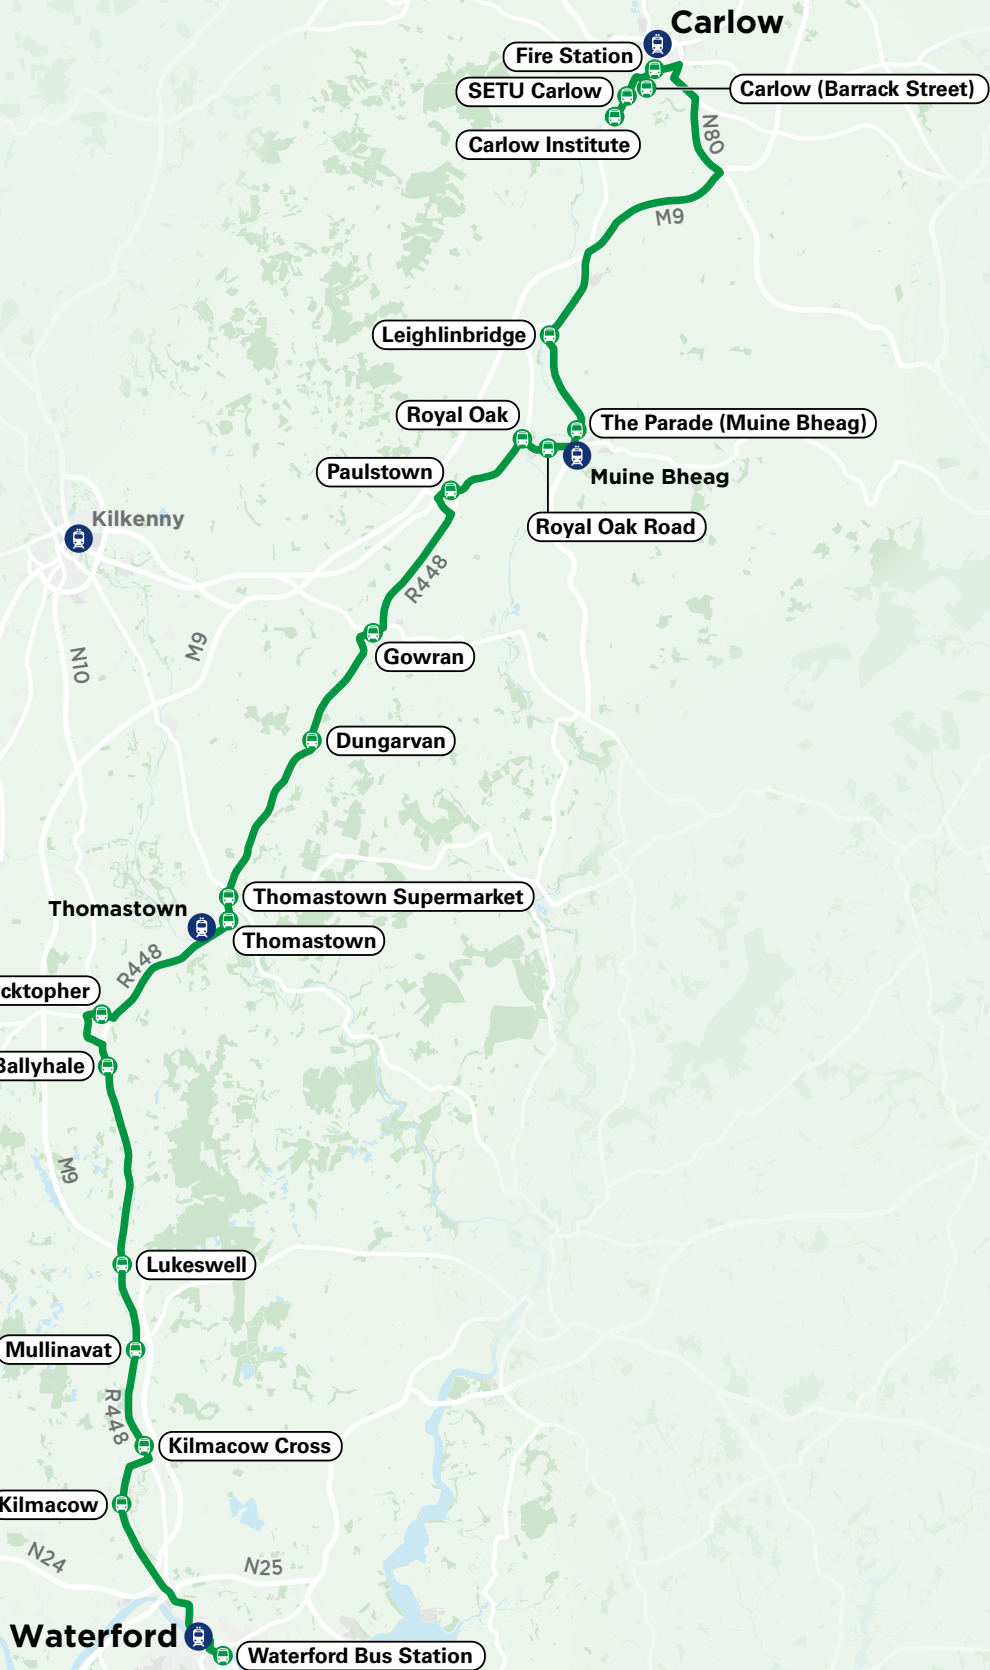 Carlow
Fire Station
SETU Carlow
Carlow (Barrack Street)
Carlow Institute
N80
M9
Leighlinbridge
Royal Oak
The Parade (Muine Bheag)
Paulstown
Muine Bheag
Kilkenny
Royal Oak Road
R448
M9
N10
Gowran
Dungarvan
Thomastown Supermarket
Thomastown
Thomastown
R448
cktopher
Ballyhale
M9
Lukeswell
Mullinavat
R448
Kilmacow Cross
Kilmacow
N24
N25
Waterford
Waterford Bus Station